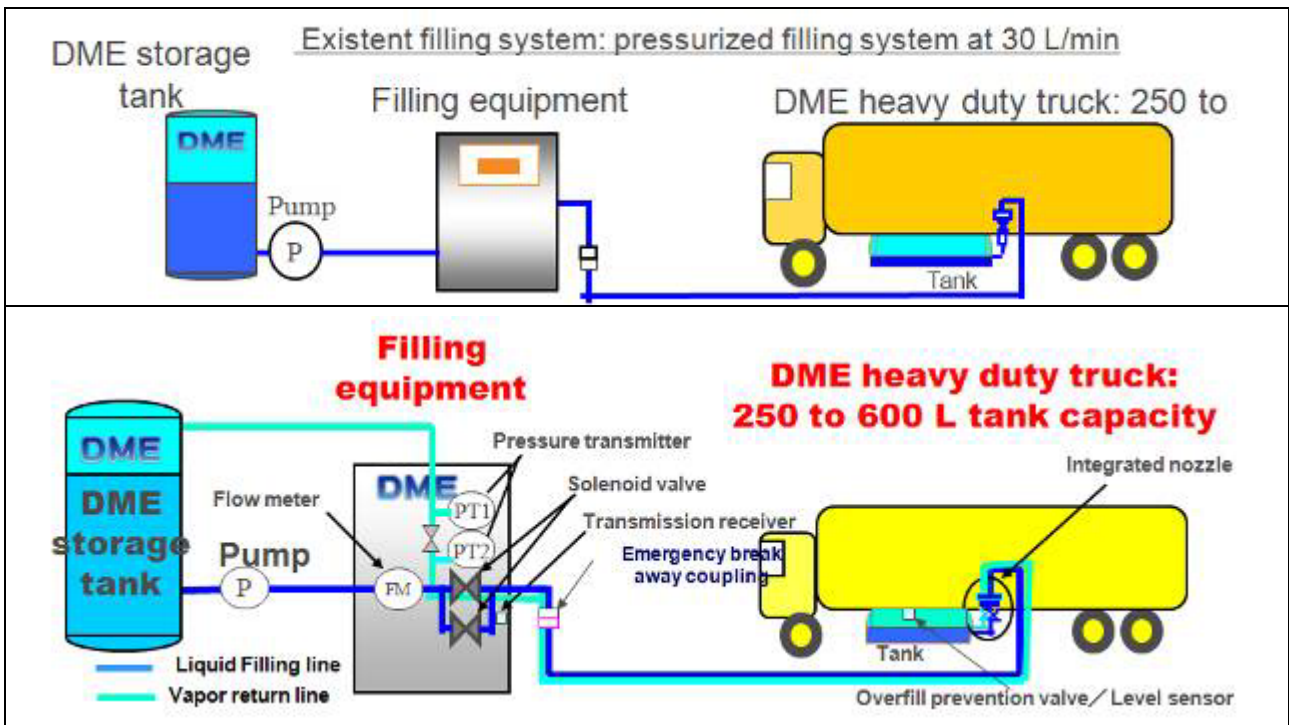 Existent filling system: pressurized filling system at 30 L/min
DME storage
tank
Filling equipment
DME heavy duty truck: 250 to
DME
Pump
P
Tank
Filling
equipment
DME heavy duty truck:
250 to 600 L tank capacity
DME
DME
storage
tank
Pump
P
Flow meter
DME
PT1
PT2
FM
Pressure transmitter
Solenoid valve
Transmission receiver
Emergency break
away coupling
Integrated nozzle
Tank
Overfill prevention valve／Level sensor
Liquid Filling line
Vapor return line